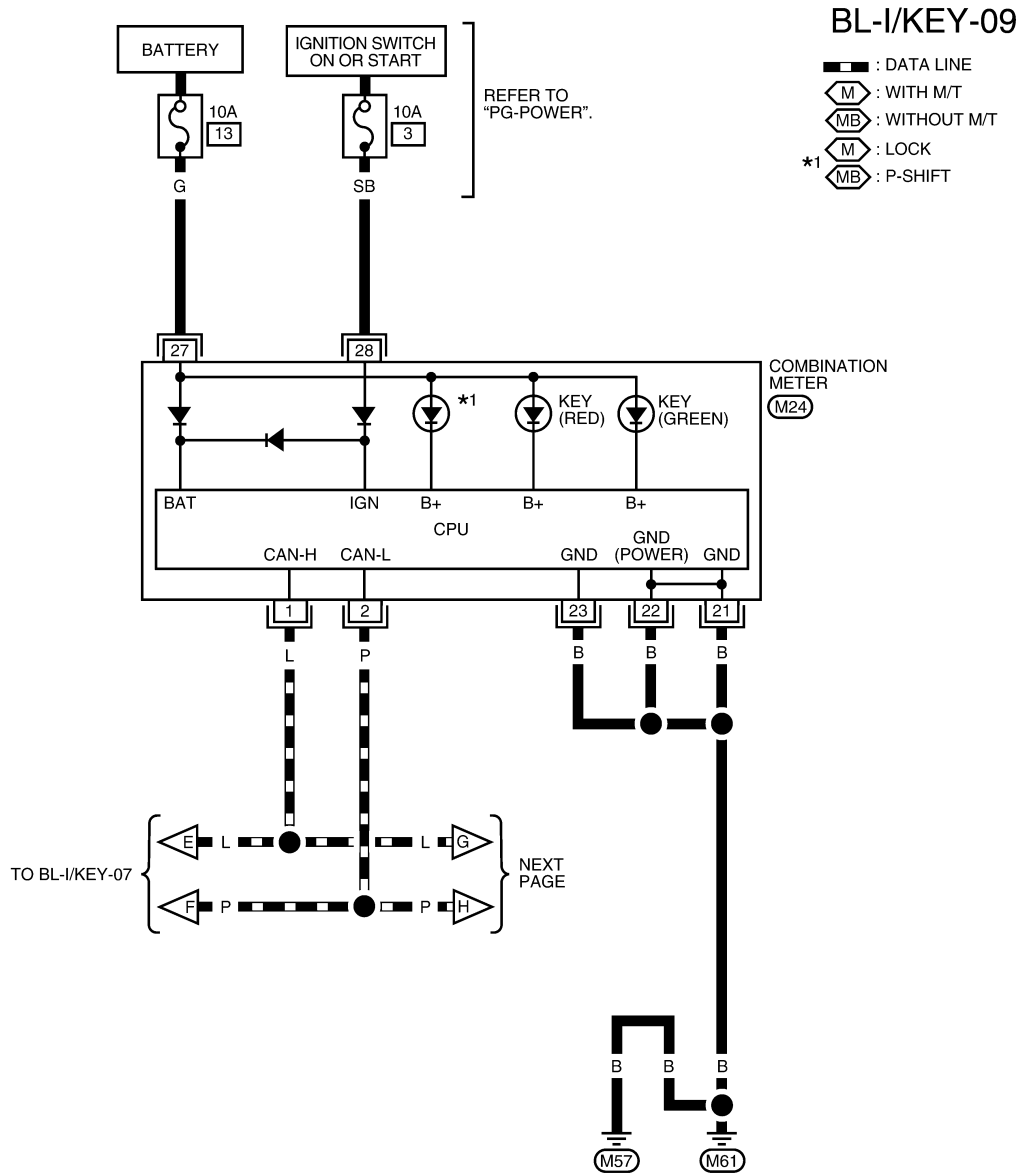 BL-I/KEY-09
BATTERY
IGNITION SWITCH
ON OR START
REFER TO
“PG-POWER”.
: DATA LINE
M : WITH M/T
MB : WITHOUT M/T
*1
M : LOCK
MB : P-SHIFT
10A
13
10A
3
G
SB
27
28
COMBINATION
METER
M24
*1
KEY
(RED)
KEY
(GREEN)
BAT
IGN
B+
B+
B+
CPU
CAN-H
CAN-L
GND
GND
(POWER)
GND
1
2
23
22
21
L
P
B
B
B
E
L
L
G
TO BL-I/KEY-07
NEXT
PAGE
F
P
P
H
B
B
B
M57
M61